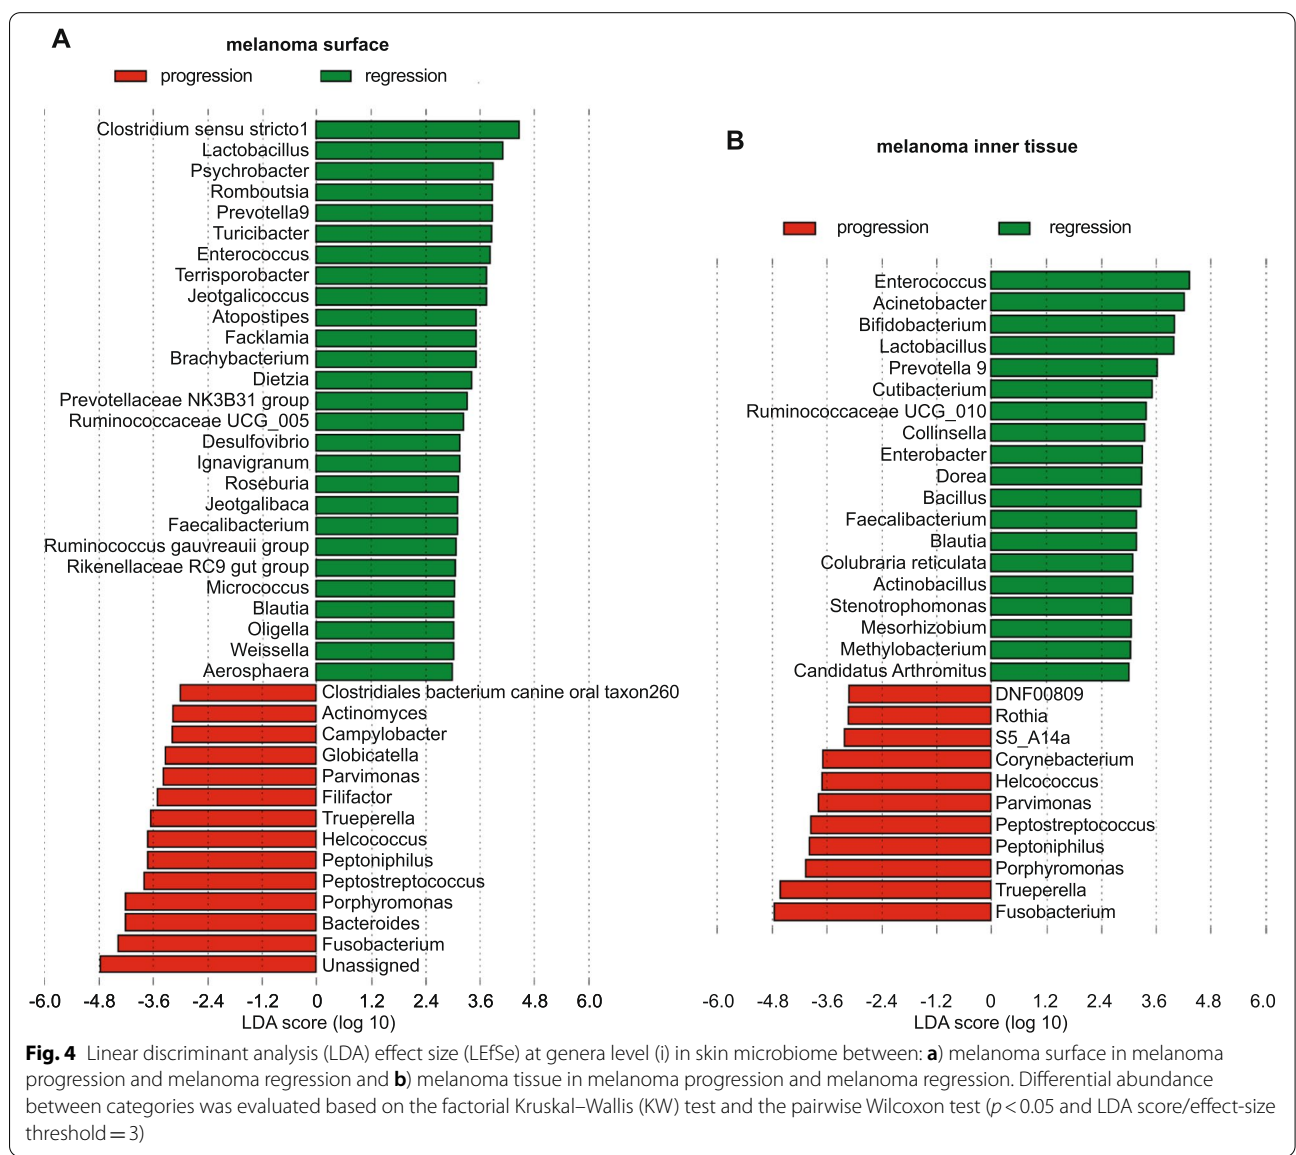 A
melanoma surface
progression regression
Clostridium sensu stricto1
Lactobacillus
Psychrobacter
Romboutsia
Prevotella9
Turicibacter
Enterococcus
Terrisporobacter
Jeotgalicoccus
Atopostipes
Facklamia
Brachybacterium
Dietzia
Prevotellaceae NK3B31 group
Ruminococcaceae UCG_005
Desulfovibrio
Ignavigranum
Roseburia
Jeotgalibaca
Faecalibacterium
Ruminococcus gauvreauii group
Rikenellaceae RC9 gut group
Micrococcus
Blautia
Oligella
Weissella
Aerosphaera
Clostridiales bacterium canine oral taxon260
Actinomyces
Campylobacter
Globicatella
Parvimonas
Filifactor
Trueperella
Helcococcus
Peptoniphilus
Peptostreptococcus
Porphyromonas
Bacteroides
Fusobacterium
Unassigned
-6.0 -4.8 -3.6 -2.4 -1.2 0 1.2 2.4 3.6 4.8 6.0
LDA score (log 10)
B
melanoma inner tissue
progression regression
Enterococcus
Acinetobacter
Bifidobacterium
Lactobacillus
Prevotella 9
Cutibacterium
Ruminococcaceae UCG_010
Collinsella
Enterobacter
Dorea
Bacillus
Faecalibacterium
Blautia
Colubraria reticulata
Actinobacillus
Stenotrophomonas
Mesorhizobium
Methylobacterium
Candidatus Arthromitus
DNF00809
Rothia
S5_A14a
Corynebacterium
Helcococcus
Parvimonas
Peptostreptococcus
Peptoniphilus
Porphyromonas
Trueperella
Fusobacterium
-6.0 -4.8 -3.6 -2.4 -1.2 0 1.2 2.4 3.6 4.8 6.0
LDA score (log 10)
Fig. 4 Linear discriminant analysis (LDA) effect size (LEfSe) at genera level (i) in skin microbiome between: a) melanoma surface in melanoma
progression and melanoma regression and b) melanoma tissue in melanoma progression and melanoma regression. Differential abundance
between categories was evaluated based on the factorial Kruskal–Wallis (KW) test and the pairwise Wilcoxon test (p < 0.05 and LDA score/effect-size
threshold = 3)